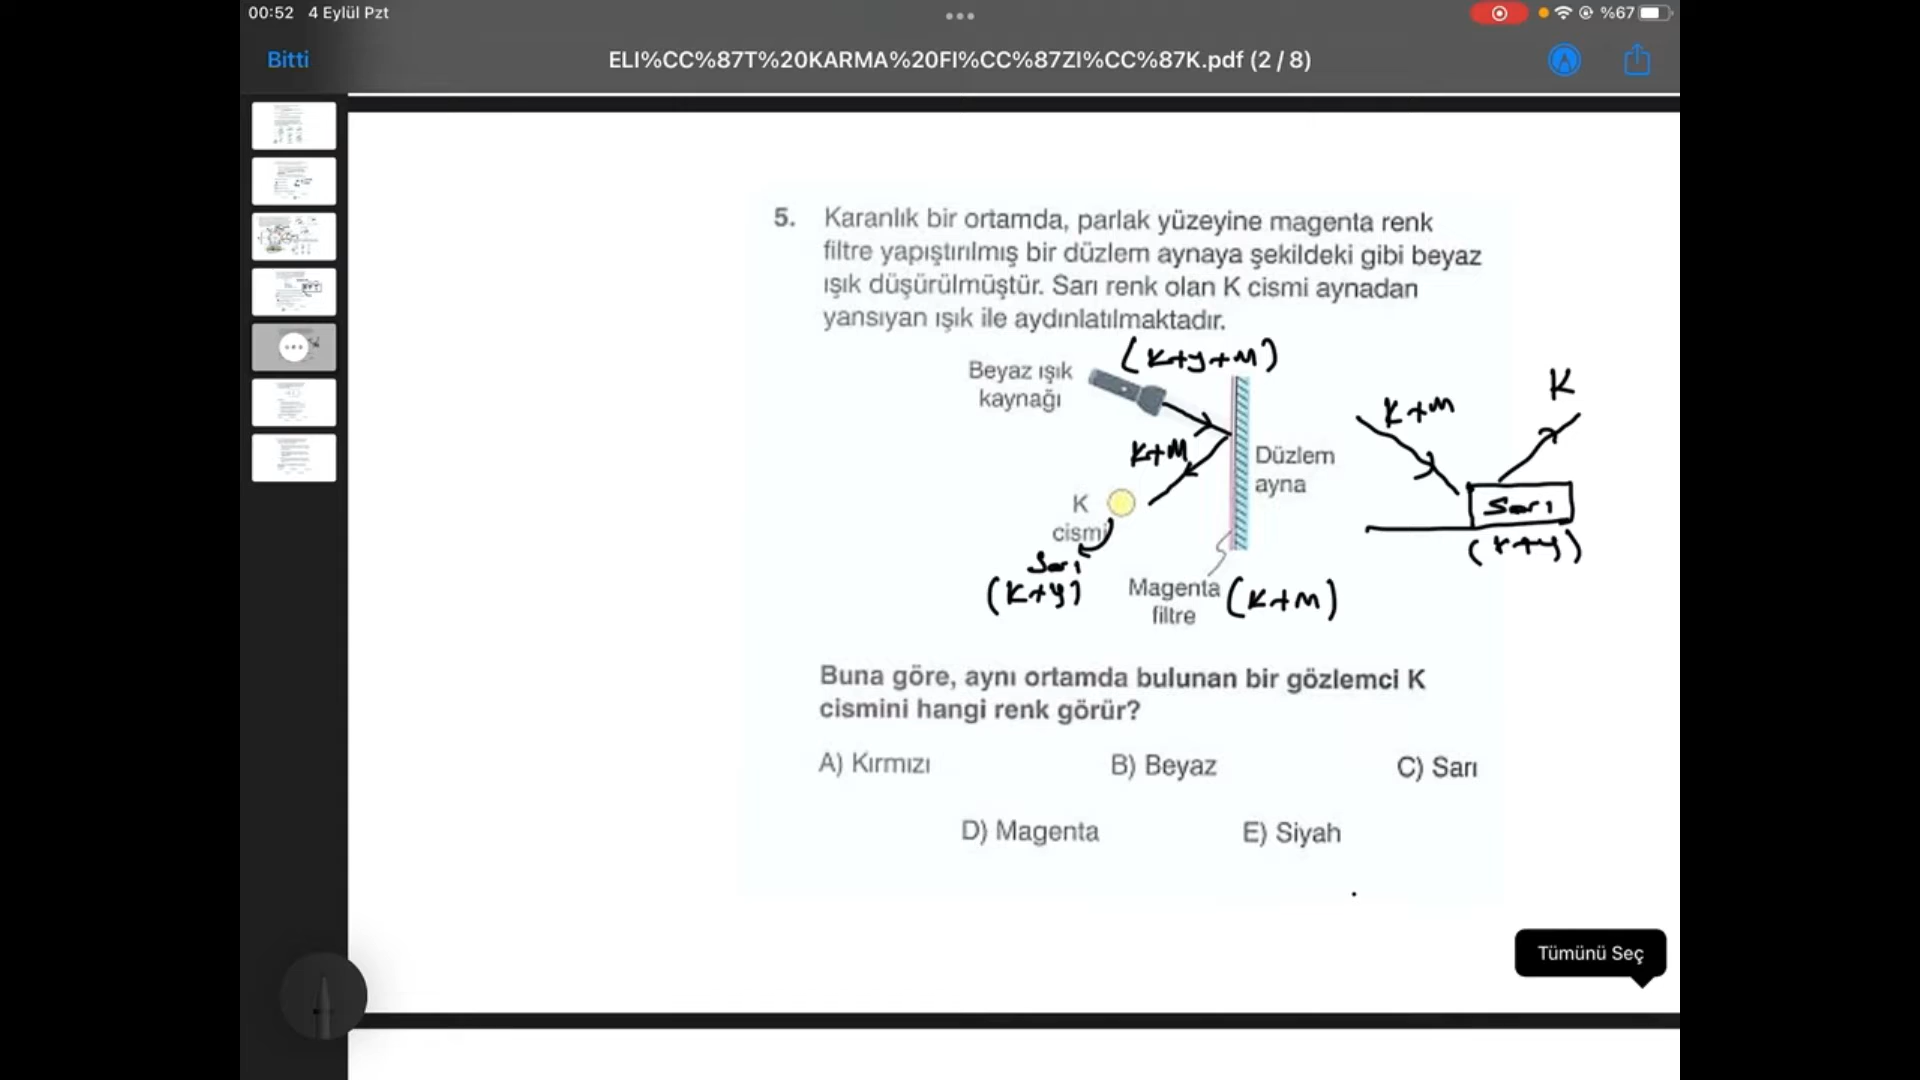 00:52 4 Eylül Pzt
%67
Bitti
ELI%CC%87T%20KARMA%20FI%CC%87ZI%CC%87K.pdf (2 / 8)
5. Karanlık bir ortamda, parlak yüzeyine magenta renk
filtre yapıştırılmış bir düzlem aynaya şekildeki gibi beyaz
ışık düşürülmüştür. Sarı renk olan K cismi aynadan
yansıyan ışık ile aydınlatılmaktadır.
(K+y+M)
Beyaz ışık
kaynağı
K+M
Düzlem
ayna
K
cismi
Sarı
(K+y)
Magenta
filtre
(K+M)
K+M
K
Sarı
(K+y)
Buna göre, aynı ortamda bulunan bir gözlemci K
cismini hangi renk görür?
A) Kırmızı B) Beyaz C) Sarı
D) Magenta E) Siyah
Tümünü Seç